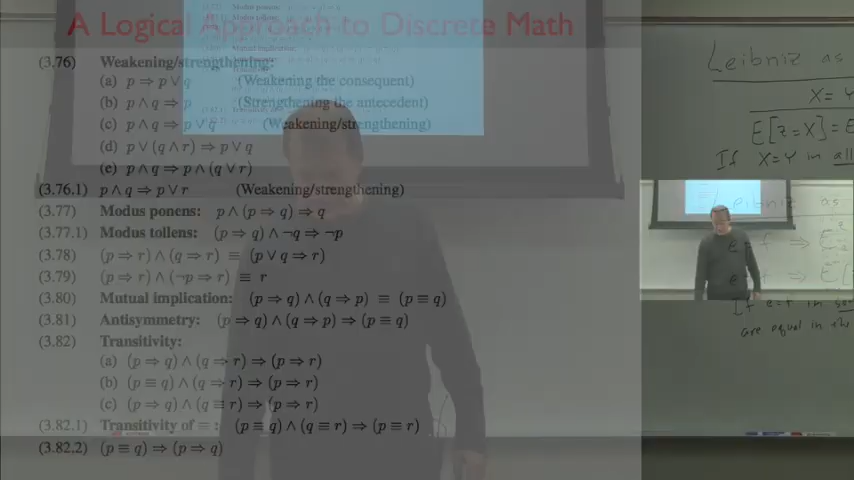 A Logical Approach to Discrete Math
(3.76) Weakening/strengthening:
(a) p ⇒ p ∨ q (Weakening the consequent)
(b) p ∧ q ⇒ p (Strengthening the antecedent)
(c) p ∧ q ⇒ p ∨ q (Weakening/strengthening)
(d) p ∨ (q ∧ r) ⇒ p ∨ q
(e) p ∧ q ⇒ p ∧ (q ∨ r)
(3.76.1) p ∧ q ⇒ p ∨ r (Weakening/strengthening)
(3.77) Modus ponens: p ∧ (p ⇒ q) ⇒ q
(3.77.1) Modus tollens: (p ⇒ q) ∧ ¬q ⇒ ¬p
(3.78) (p ⇒ r) ∧ (q ⇒ r) ≡ (p ∨ q ⇒ r)
(3.79) (p ⇒ r) ∧ (¬p ⇒ r) ≡ r
(3.80) Mutual implication: (p ⇒ q) ∧ (q ⇒ p) ≡ (p ≡ q)
(3.81) Antisymmetry: (p ⇒ q) ∧ (q ⇒ p) ⇒ (p ≡ q)
(3.82) Transitivity:
(a) (p ⇒ q) ∧ (q ⇒ r) ⇒ (p ⇒ r)
(b) (p ≡ q) ∧ (q ⇒ r) ⇒ (p ⇒ r)
(c) (p ⇒ q) ∧ (q ≡ r) ⇒ (p ⇒ r)
(3.82.1) Transitivity of ≡: (p ≡ q) ∧ (q ≡ r) ⇒ (p ≡ r)
(3.82,2) (p ≡ q) ⇒ (p ⇒ q)
Leibniz as
X=Y
E[z=X]=E
If X=Y in all
Leibniz as
e=f ⇒ E
If e=f in
are equal in the